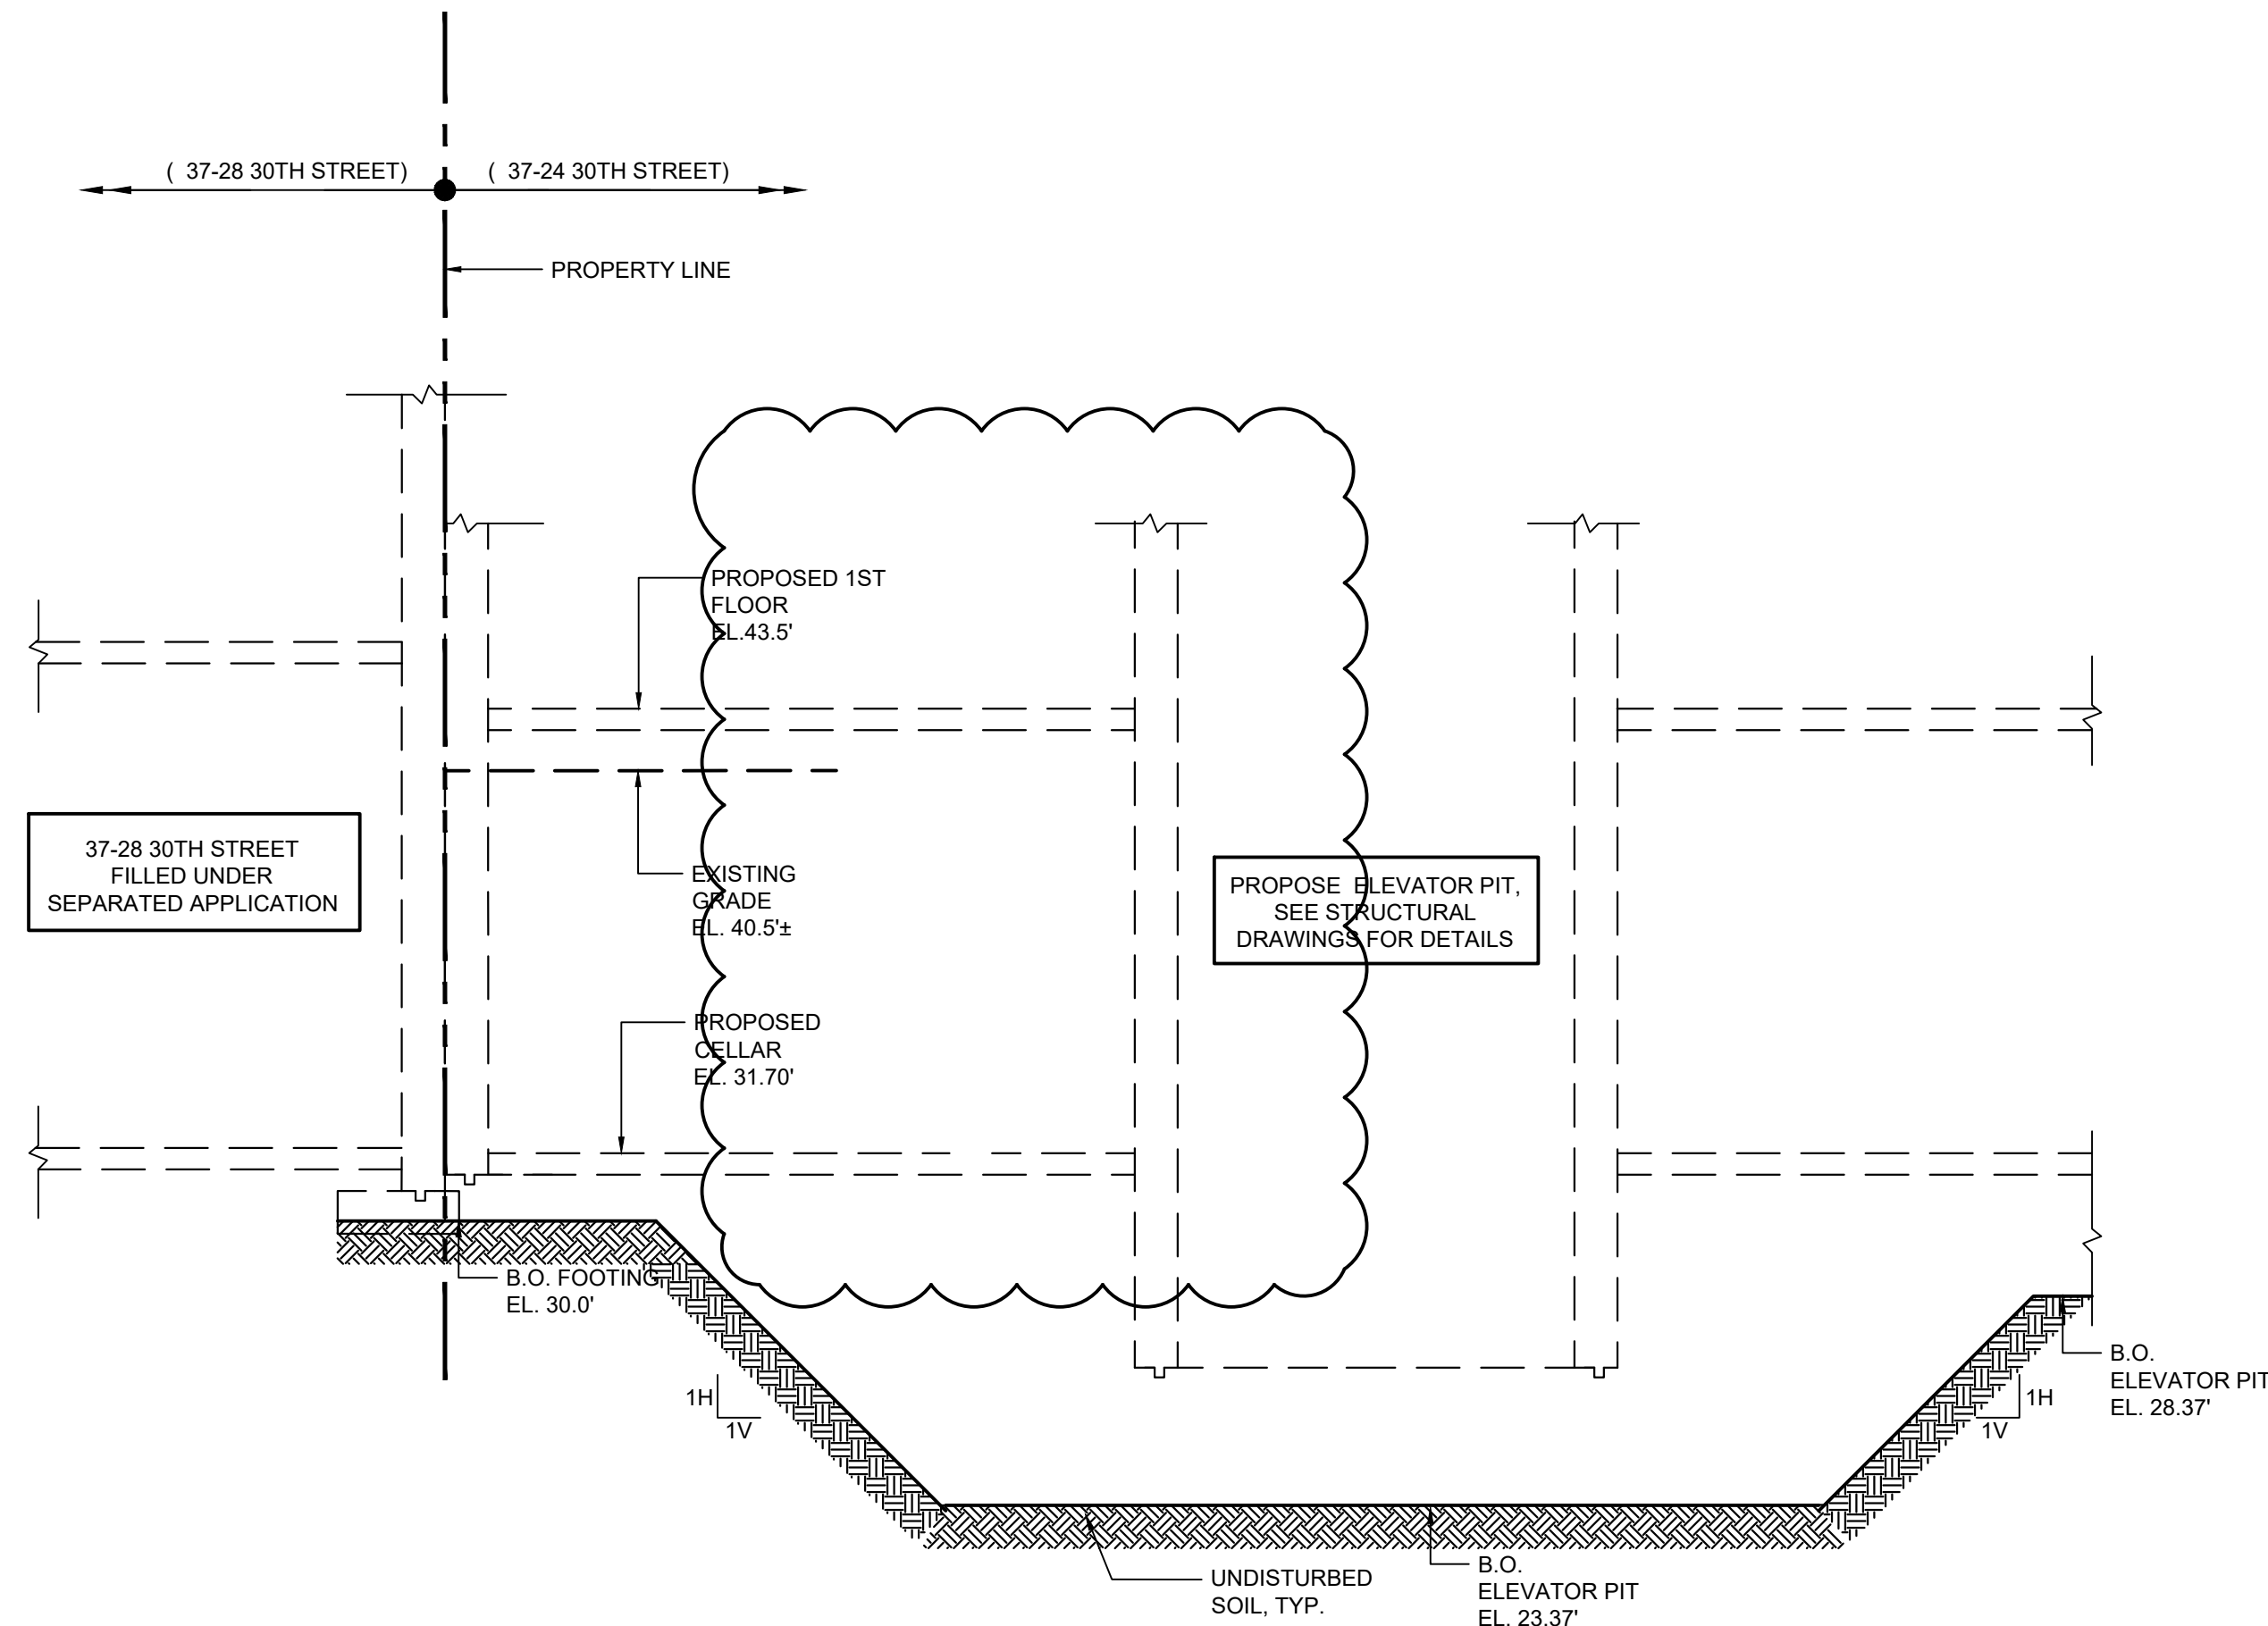 ( 37-28 30TH STREET)
( 37-24 30TH STREET)
PROPERTY LINE
PROPOSED 1ST
FLOOR
EL.43.5'
37-28 30TH STREET
FILLED UNDER
SEPARATED APPLICATION
EXISTING
GRADE
EL. 40.5'±
PROPOSE ELEVATOR PIT,
SEE STRUCTURAL
DRAWINGS FOR DETAILS
PROPOSED
CELLAR
EL. 31.70'
B.O. FOOTING
EL. 30.0'
1H
1V
1H
1V
B.O.
ELEVATOR PIT
EL. 28.37'
UNDISTURBED
SOIL, TYP.
B.O.
ELEVATOR PIT
EL. 23.37'